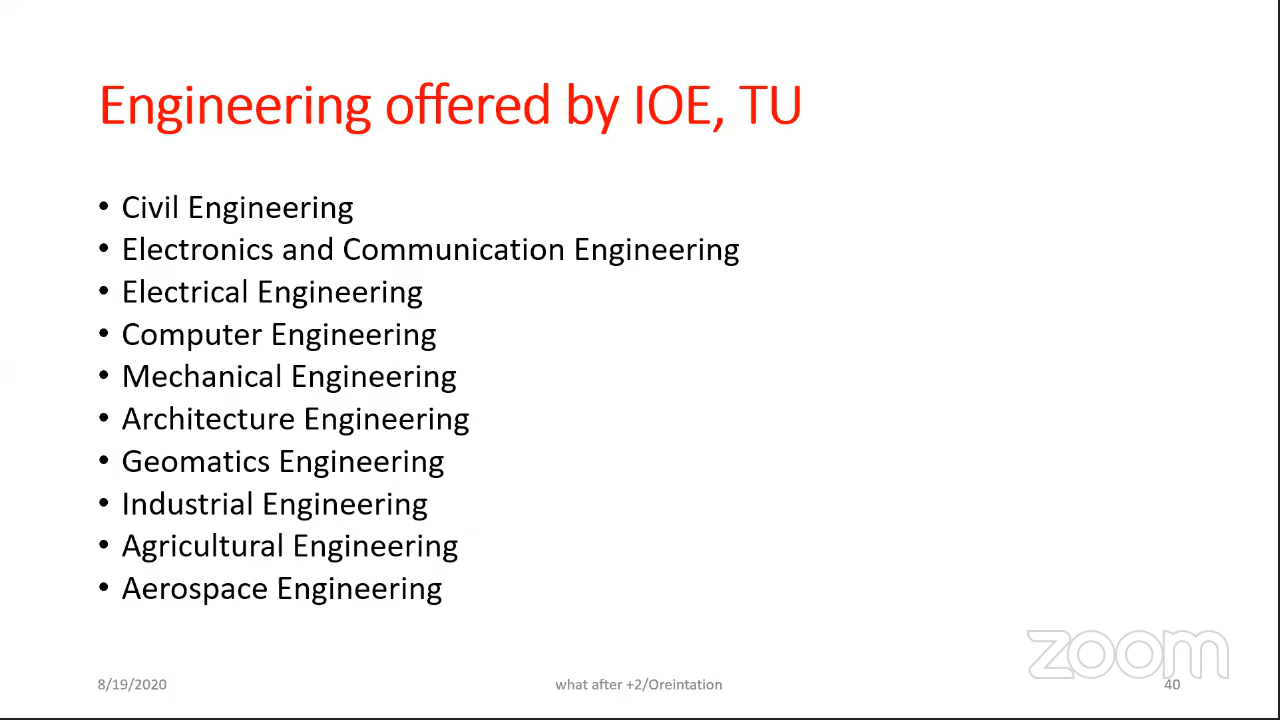 Engineering offered by IOE, TU
• Civil Engineering
• Electronics and Communication Engineering
• Electrical Engineering
• Computer Engineering
• Mechanical Engineering
• Architecture Engineering
• Geomatics Engineering
• Industrial Engineering
• Agricultural Engineering
• Aerospace Engineering
zoom
8/19/2020
what after +2/Oreintation
40